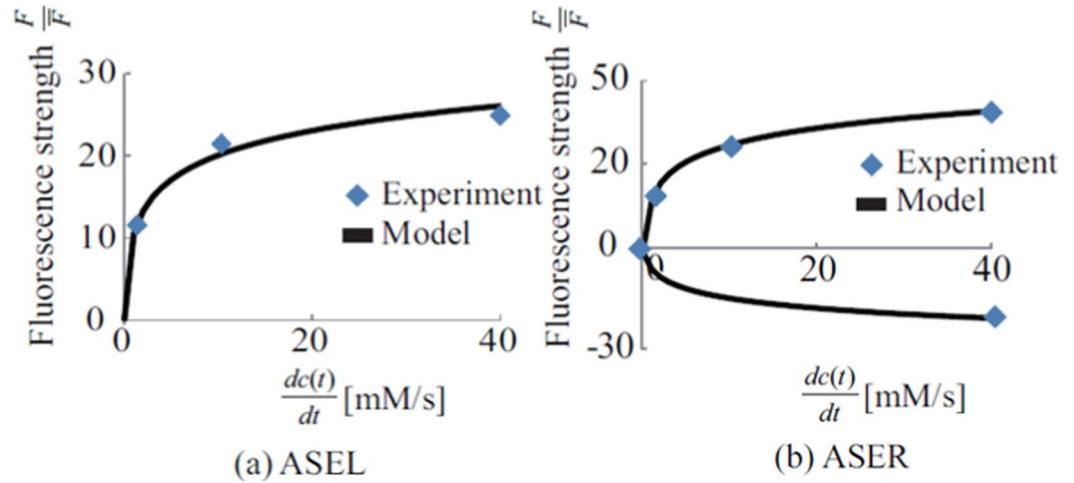 Fluorescence strength F/F̿
30
20
10
0
0 20 40
Experiment
Model
dc(t)/dt [mM/s]
(a) ASEL
Fluorescence strength F/F̿
50
20
0
-30
0 20 40
Experiment
Model
dc(t)/dt [mM/s]
(b) ASER